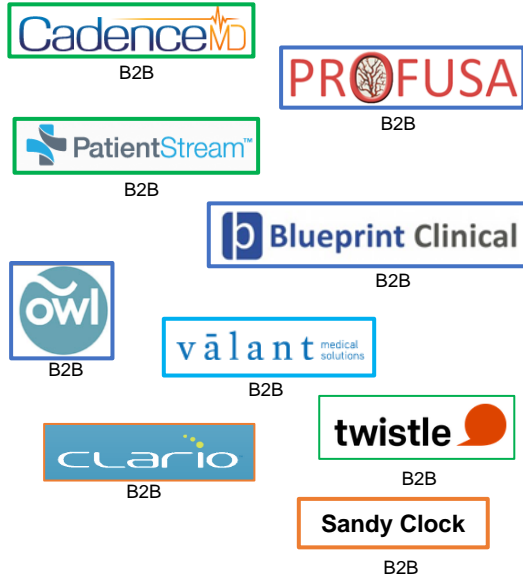 CadenceMD
B2B
PROFUSA
B2B
PatientStream™
B2B
Blueprint Clinical
B2B
owl
B2B
vālant medical solutions
B2B
twistle
B2B
CLario
B2B
Sandy Clock
B2B